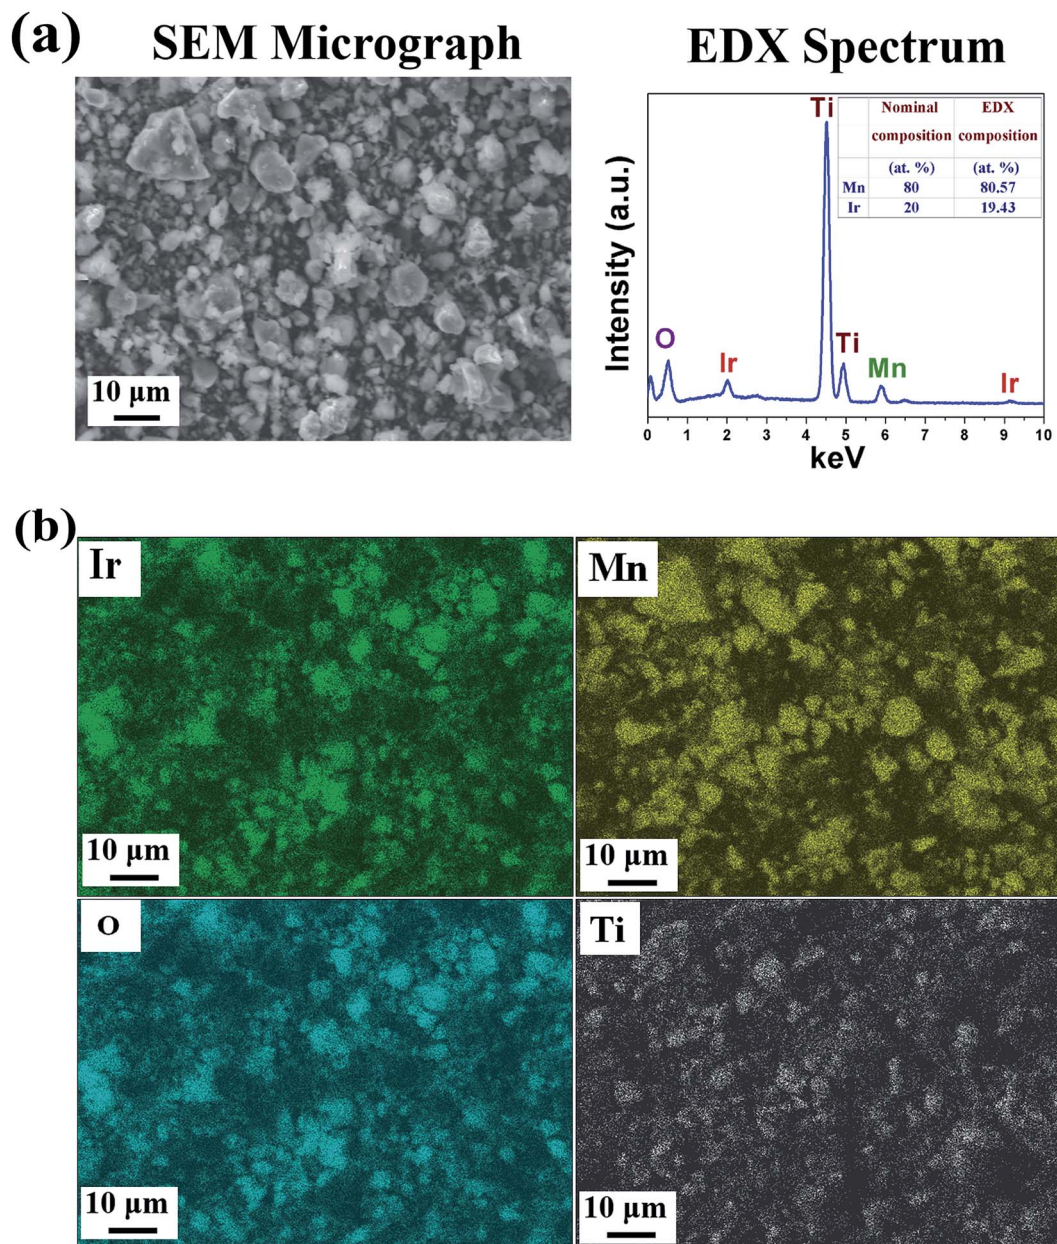 (a)
SEM Micrograph
EDX Spectrum
10 μm
Intensity (a.u.)
Ti
O
Ir
Ti
Mn
Ir
Nominal composition EDX composition
(at. %) (at. %)
Mn 80 80.57
Ir 20 19.43
0 1 2 3 4 5 6 7 8 9 10
keV
(b)
Ir
10 μm
Mn
10 μm
O
10 μm
Ti
10 μm